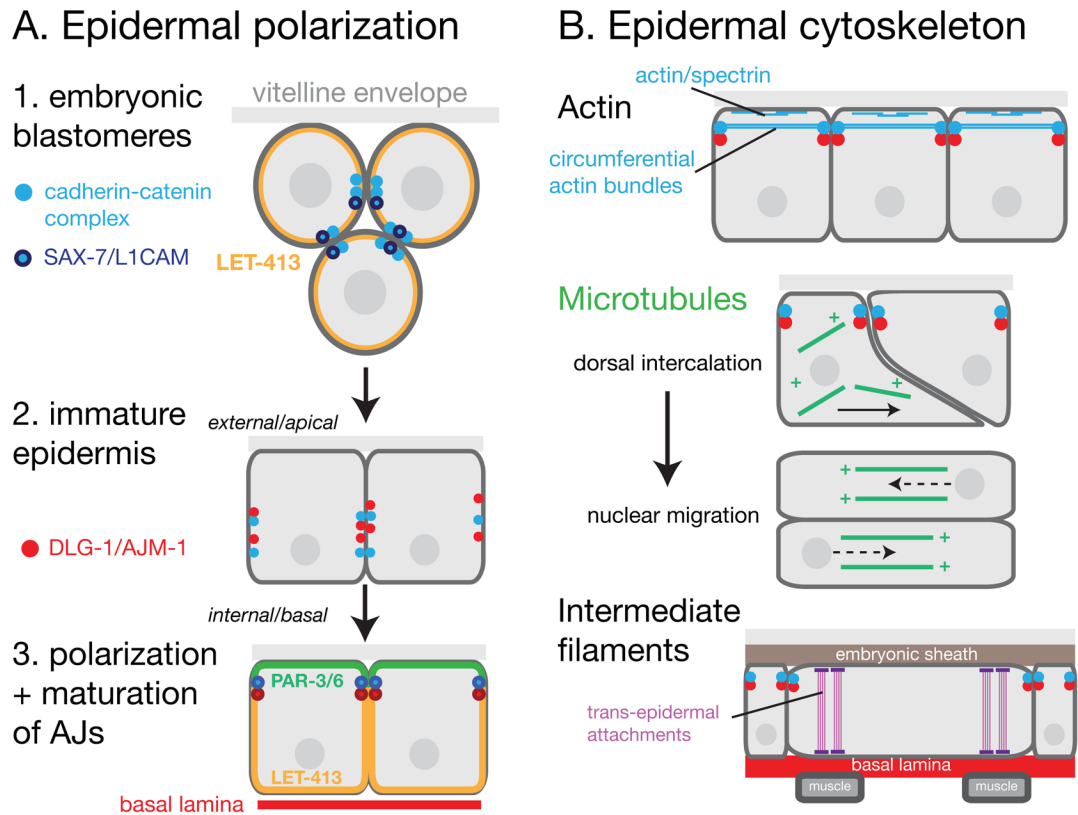 A. Epidermal polarization
1. embryonic
blastomeres
vitelline envelope
cadherin-catenin
complex
SAX-7/L1CAM
LET-413
2. immature
epidermis
external/apical
DLG-1/AJM-1
internal/basal
3. polarization
+ maturation
of AJs
PAR-3/6
LET-413
basal lamina
B. Epidermal cytoskeleton
Actin
actin/spectrin
circumferential
actin bundles
Microtubules
dorsal intercalation
+
+
+
nuclear migration
+
+
+
+
Intermediate
filaments
embryonic sheath
trans-epidermal
attachments
basal lamina
muscle
muscle